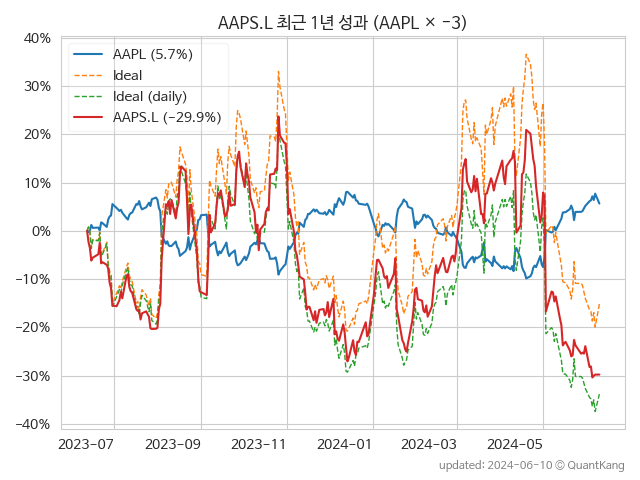 AAPS.L 최근 1년 성과 (AAPL × −3)
40%
30%
20%
10%
0%
−10%
−20%
−30%
−40%
AAPL (5.7%)
Ideal
Ideal (daily)
AAPS.L (−29.9%)
2023−07
2023−09
2023−11
2024−01
2024−03
2024−05
updated: 2024-06-10 © QuantKang